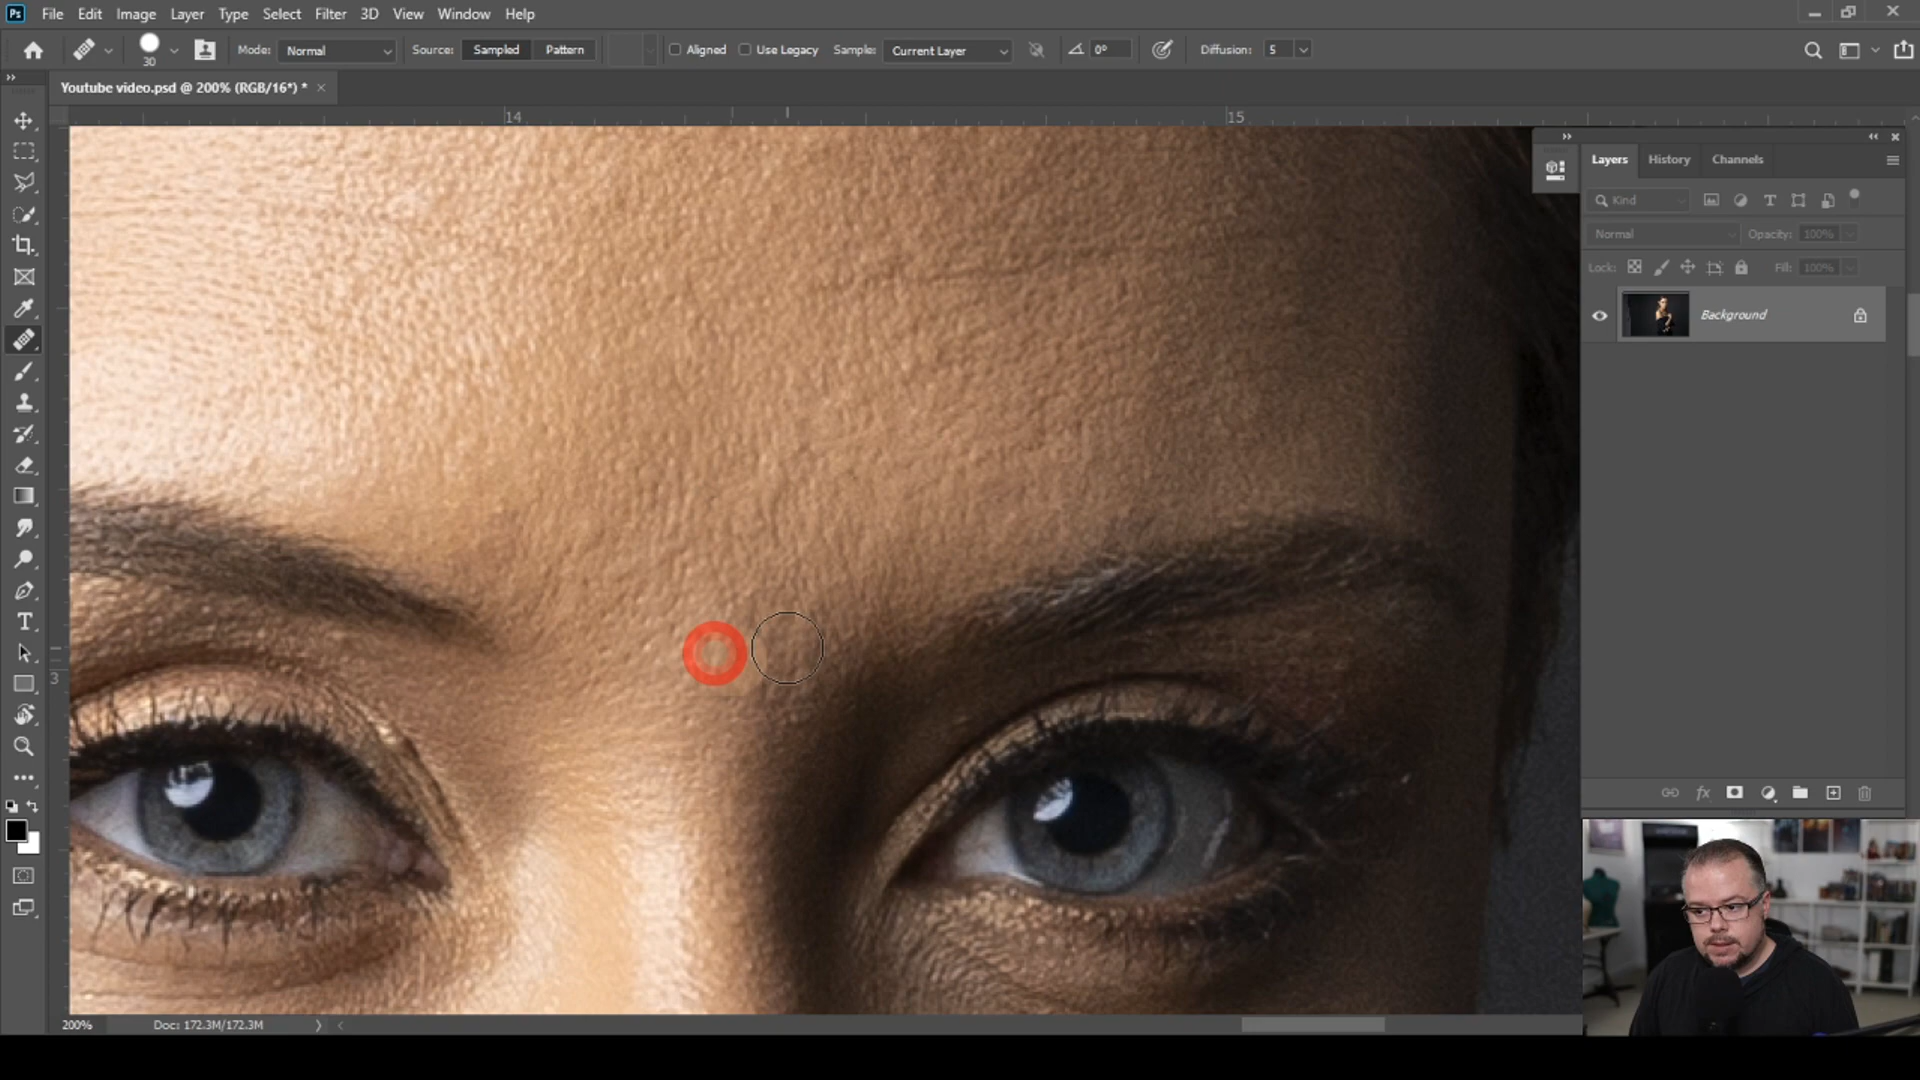 Ps File Edit Image Layer Type Select Filter 3D View Window Help
30 Mode: Normal Source: Sampled Pattern Aligned Use Legacy Sample: Current Layer 0° Diffusion: 5
Youtube video.psd @ 200% (RGB/16*) * ×
14 15
Layers History Channels
Kind
Normal Opacity: 100%
Lock: Fill: 100%
Background
3
200% Doc: 172.3M/172.3M